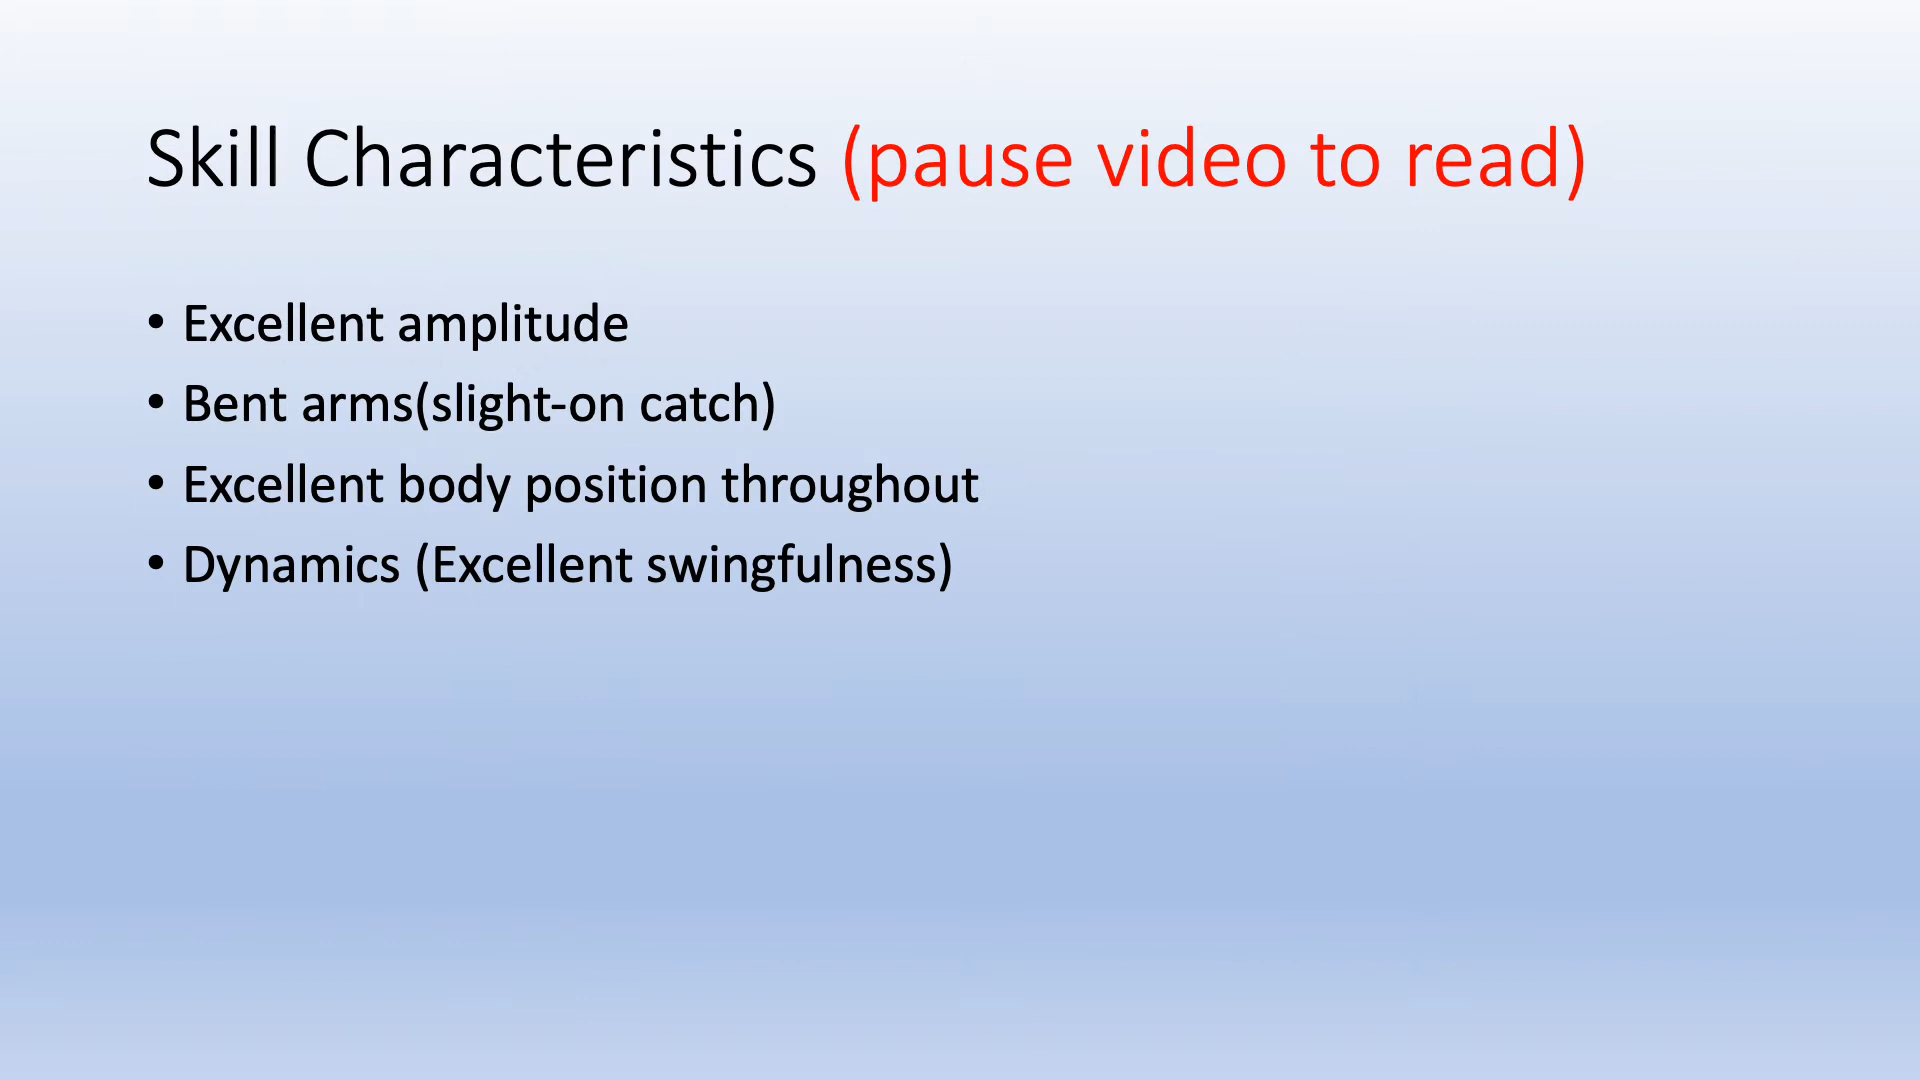 Skill Characteristics (pause video to read)
• Excellent amplitude
• Bent arms(slight-on catch)
• Excellent body position throughout
• Dynamics (Excellent swingfulness)